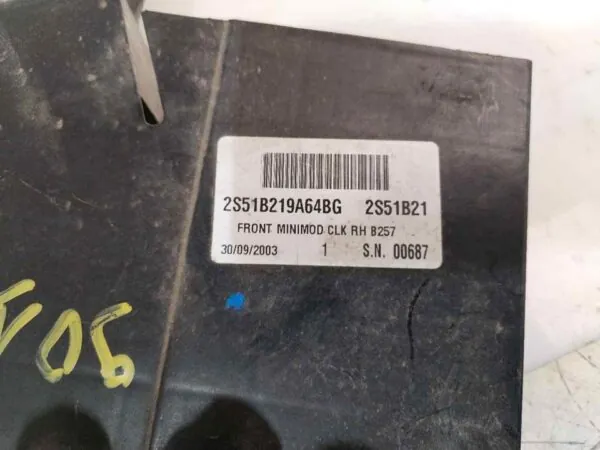 2S51B219A64BG 2S51B21
FRONT MINIMOD CLK RH B257
30/09/2003 1 S.N. 00687